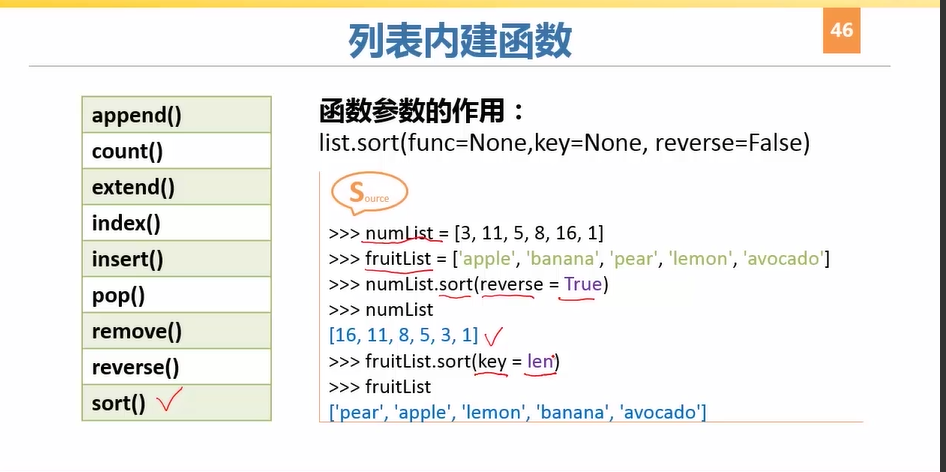 列表内建函数
46
append()
count()
extend()
index()
insert()
pop()
remove()
reverse()
sort()
函数参数的作用：
list.sort(func=None,key=None, reverse=False)
Source
>>> numList = [3, 11, 5, 8, 16, 1]
>>> fruitList = ['apple', 'banana', 'pear', 'lemon', 'avocado']
>>> numList.sort(reverse = True)
>>> numList
[16, 11, 8, 5, 3, 1]
>>> fruitList.sort(key = len)
>>> fruitList
['pear', 'apple', 'lemon', 'banana', 'avocado']